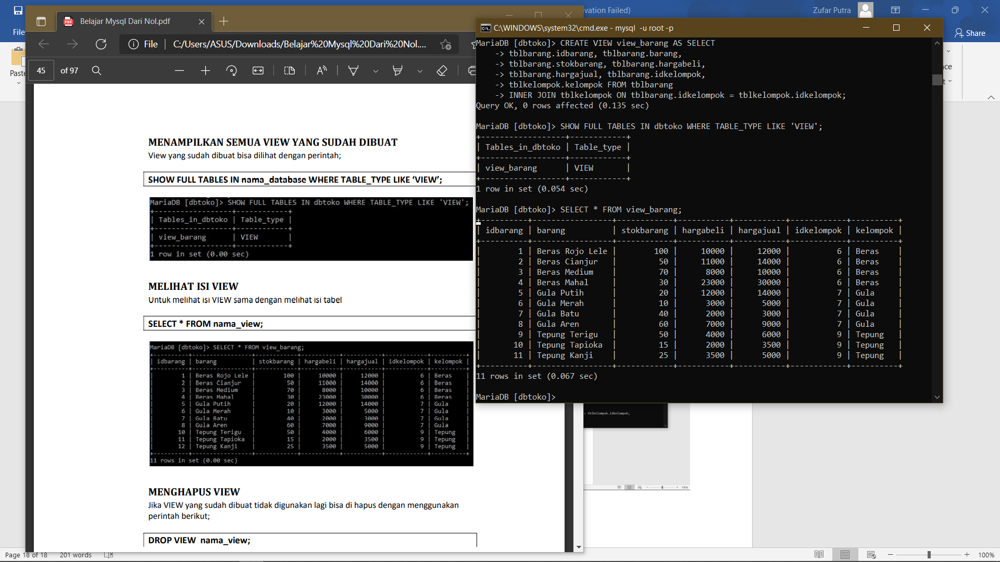 ivation Failed)
Zufar Putra
File
Share
Paste
Belajar Mysql Dari Nol.pdf
File | C:/Users/ASUS/Downloads/Belajar%20Mysql%20Dari%20Nol....
45 of 97
MENAMPILKAN SEMUA VIEW YANG SUDAH DIBUAT
View yang sudah dibuat bisa dilihat dengan perintah;
SHOW FULL TABLES IN nama_database WHERE TABLE_TYPE LIKE ‘VIEW’;
MariaDB [dbtoko]> SHOW FULL TABLES IN dbtoko WHERE TABLE_TYPE LIKE 'VIEW';
+------------------+------------+
| Tables_in_dbtoko | Table_type |
+------------------+------------+
| view_barang      | VIEW       |
+------------------+------------+
1 row in set (0.00 sec)
MELIHAT ISI VIEW
Untuk melihat isi VIEW sama dengan melihat isi tabel
SELECT * FROM nama_view;
MariaDB [dbtoko]> SELECT * FROM view_barang;
| idbarang | barang | stokbarang | hargabeli | hargajual | idkelompok | kelompok |
| 1 | Beras Rojo Lele | 100 | 10000 | 12000 | 6 | Beras |
| 2 | Beras Cianjur | 50 | 11000 | 14000 | 6 | Beras |
| 3 | Beras Medium | 70 | 8000 | 10000 | 6 | Beras |
| 4 | Beras Mahal | 30 | 23000 | 30000 | 6 | Beras |
| 5 | Gula Putih | 20 | 12000 | 14000 | 7 | Gula |
| 6 | Gula Merah | 10 | 3000 | 5000 | 7 | Gula |
| 7 | Gula Batu | 40 | 2000 | 3000 | 7 | Gula |
| 8 | Gula Aren | 60 | 7000 | 9000 | 7 | Gula |
| 10 | Tepung Terigu | 50 | 4000 | 6000 | 9 | Tepung |
| 11 | Tepung Tapioka | 15 | 2000 | 3500 | 9 | Tepung |
| 12 | Tepung Kanji | 25 | 3500 | 5000 | 9 | Tepung |
11 rows in set (0.00 sec)
MENGHAPUS VIEW
Jika VIEW yang sudah dibuat tidak digunakan lagi bisa di hapus dengan menggunakan
perintah berikut;
DROP VIEW nama_view;
C:\WINDOWS\system32\cmd.exe - mysql -u root -p
MariaDB [dbtoko]> CREATE VIEW view_barang AS SELECT
-> tblbarang.idbarang, tblbarang.barang,
-> tblbarang.stokbarang, tblbarang.hargabeli,
-> tblbarang.hargajual, tblbarang.idkelompok,
-> tblkelompok.kelompok FROM tblbarang
-> INNER JOIN tblkelompok ON tblbarang.idkelompok = tblkelompok.idkelompok;
Query OK, 0 rows affected (0.135 sec)
MariaDB [dbtoko]> SHOW FULL TABLES IN dbtoko WHERE TABLE_TYPE LIKE 'VIEW';
+------------------+------------+
| Tables_in_dbtoko | Table_type |
+------------------+------------+
| view_barang      | VIEW       |
+------------------+------------+
1 row in set (0.054 sec)
MariaDB [dbtoko]> SELECT * FROM view_barang;
| idbarang | barang | stokbarang | hargabeli | hargajual | idkelompok | kelompok |
| 1 | Beras Rojo Lele | 100 | 10000 | 12000 | 6 | Beras |
| 2 | Beras Cianjur | 50 | 11000 | 14000 | 6 | Beras |
| 3 | Beras Medium | 70 | 8000 | 10000 | 6 | Beras |
| 4 | Beras Mahal | 30 | 23000 | 30000 | 6 | Beras |
| 5 | Gula Putih | 20 | 12000 | 14000 | 7 | Gula |
| 6 | Gula Merah | 10 | 3000 | 5000 | 7 | Gula |
| 7 | Gula Batu | 40 | 2000 | 3000 | 7 | Gula |
| 8 | Gula Aren | 60 | 7000 | 9000 | 7 | Gula |
| 9 | Tepung Terigu | 50 | 4000 | 6000 | 9 | Tepung |
| 10 | Tepung Tapioka | 15 | 2000 | 3500 | 9 | Tepung |
| 11 | Tepung Kanji | 25 | 3500 | 5000 | 9 | Tepung |
11 rows in set (0.067 sec)
MariaDB [dbtoko]>
= tblkelompok.idkelompok;
100%
Page 18 of 18
201 words
100%